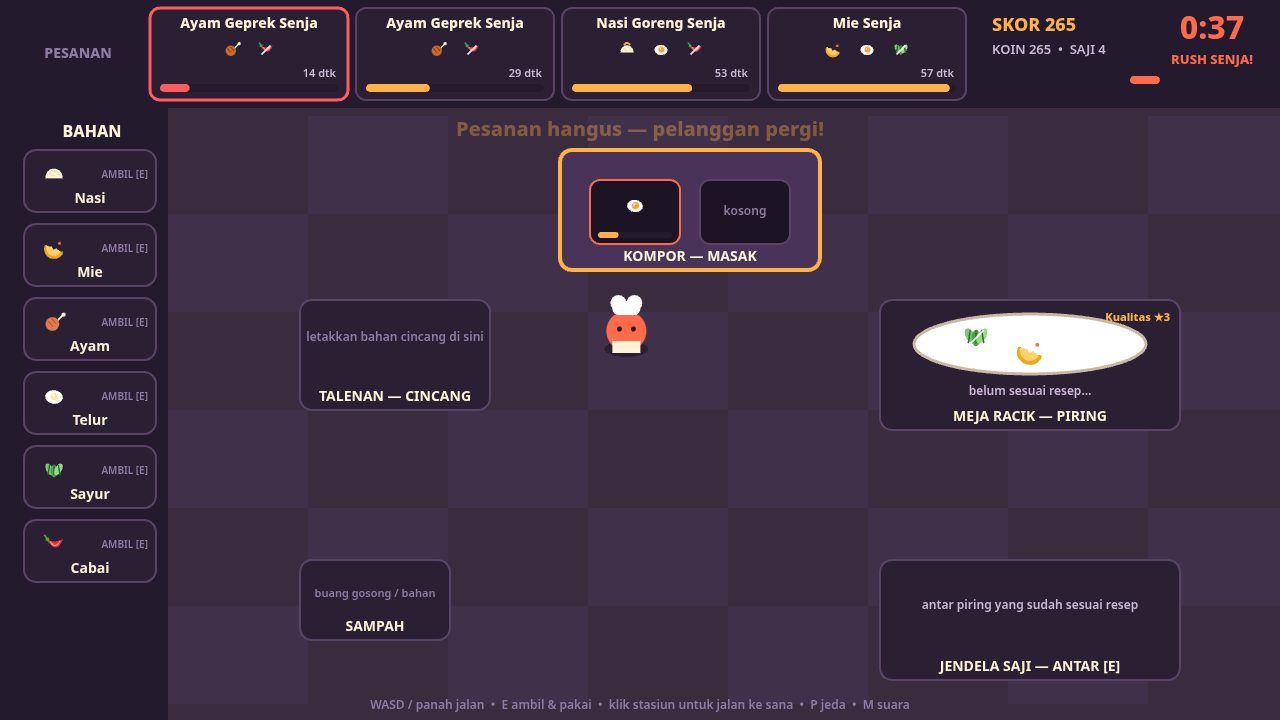 PESANAN
Ayam Geprek Senja
14 dtk
Ayam Geprek Senja
29 dtk
Nasi Goreng Senja
53 dtk
Mie Senja
57 dtk
SKOR 265
KOIN 265 • SAJI 4
0:37
RUSH SENJA!
BAHAN
AMBIL [E]
Nasi
AMBIL [E]
Mie
AMBIL [E]
Ayam
AMBIL [E]
Telur
AMBIL [E]
Sayur
AMBIL [E]
Cabai
Pesanan hangus — pelanggan pergi!
kosong
KOMPOR — MASAK
letakkan bahan cincang di sini
TALENAN — CINCANG
Kualitas ★3
belum sesuai resep...
MEJA RACIK — PIRING
buang gosong / bahan
SAMPAH
antar piring yang sudah sesuai resep
JENDELA SAJI — ANTAR [E]
WASD / panah jalan • E ambil & pakai • klik stasiun untuk jalan ke sana • P jeda • M suara